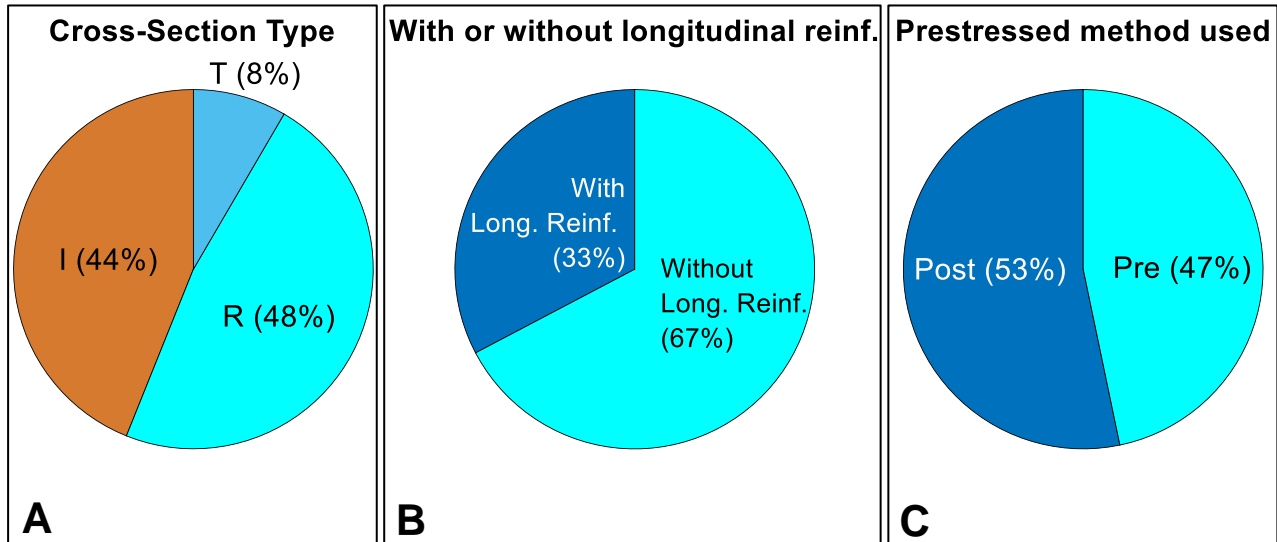 Cross-Section Type
T (8%)
I (44%)
R (48%)
A
With or without longitudinal reinf.
With
Long. Reinf.
(33%)
Without
Long. Reinf.
(67%)
B
Prestressed method used
Post (53%)
Pre (47%)
C